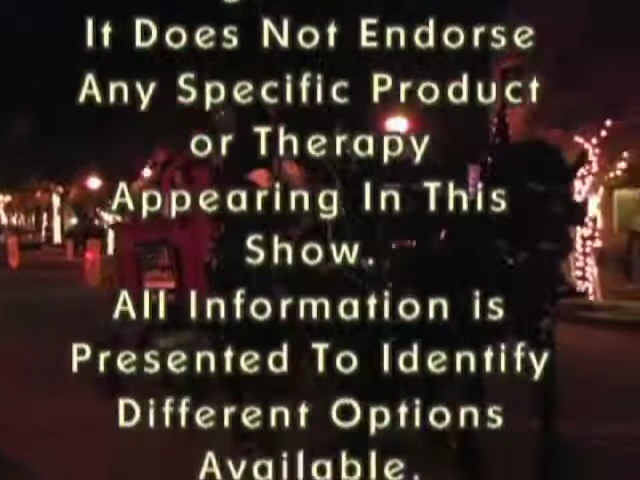 It Does Not Endorse
Any Specific Product
or Therapy
Appearing In This
Show.
All Information is
Presented To Identify
Different Options
Available.